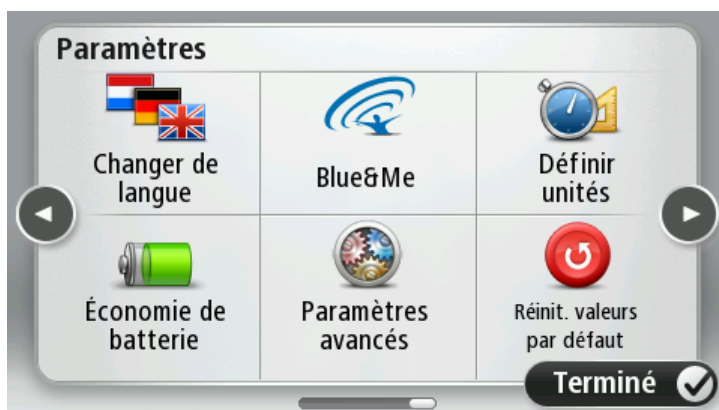 Paramètres
Changer de
langue
Blue&Me
Définir
unités
Économie de
batterie
Paramètres
avancés
Réinit. valeurs
par défaut
Terminé